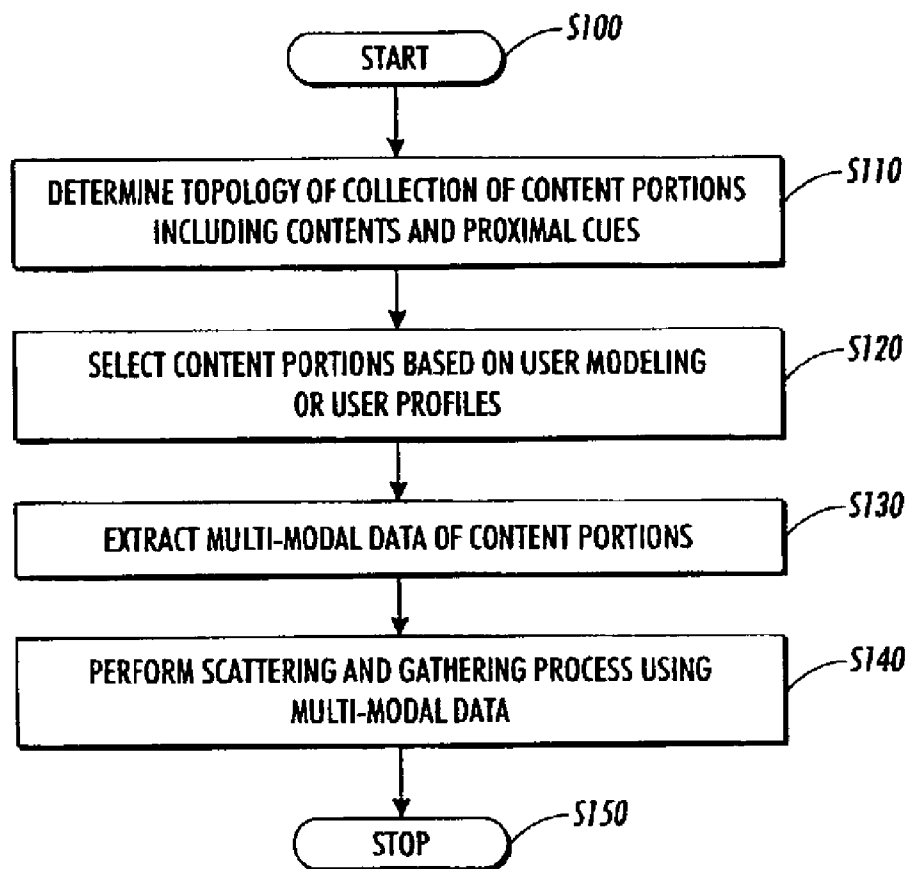 START
S100
DETERMINE TOPOLOGY OF COLLECTION OF CONTENT PORTIONS
INCLUDING CONTENTS AND PROXIMAL CUES
S110
SELECT CONTENT PORTIONS BASED ON USER MODELING
OR USER PROFILES
S120
EXTRACT MULTI-MODAL DATA OF CONTENT PORTIONS
S130
PERFORM SCATTERING AND GATHERING PROCESS USING
MULTI-MODAL DATA
S140
STOP
S150